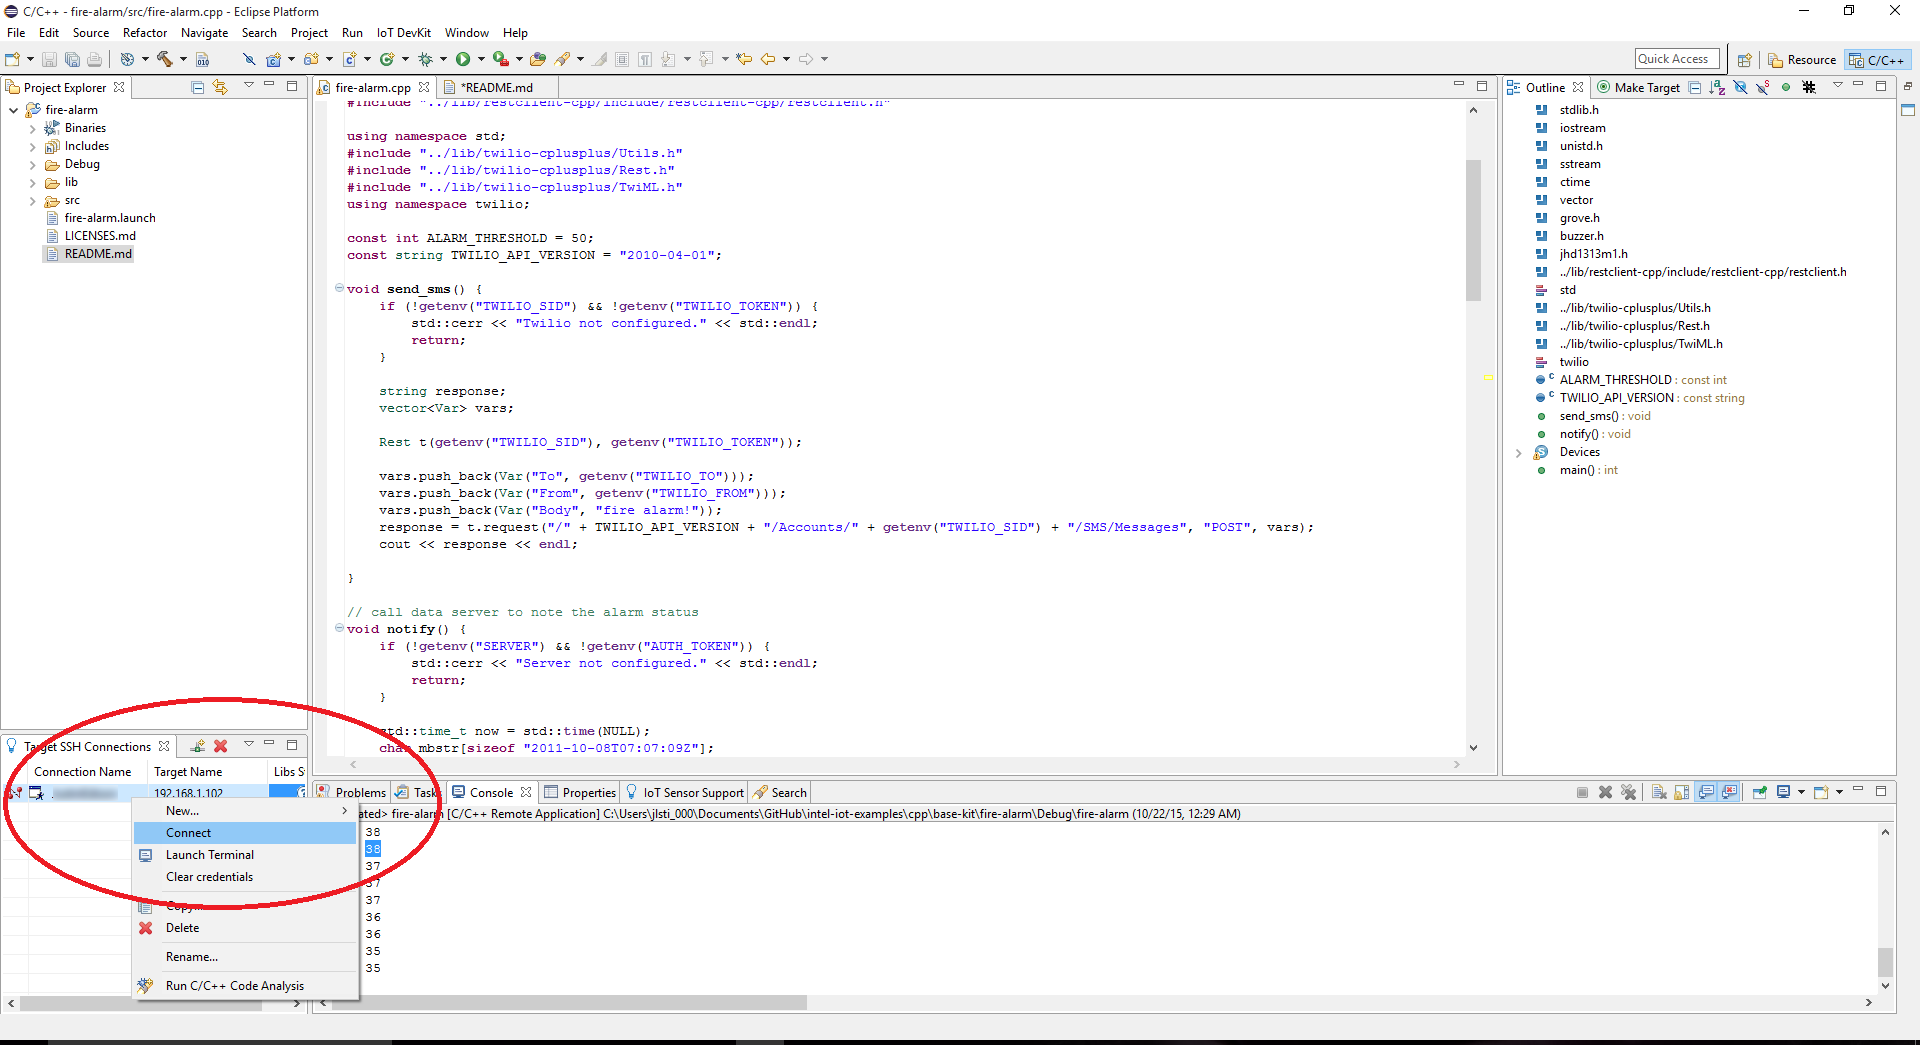 C/C++ - fire-alarm/src/fire-alarm.cpp - Eclipse Platform
File Edit Source Refactor Navigate Search Project Run IoT DevKit Window Help
Quick Access Resource C/C++
Project Explorer
fire-alarm
Binaries
Includes
Debug
lib
src
fire-alarm.launch
LICENSES.md
README.md
fire-alarm.cpp *README.md
#include "../lib/restclient-cpp/include/restclient-cpp/restclient.h"
using namespace std;
#include "../lib/twilio-cplusplus/Utils.h"
#include "../lib/twilio-cplusplus/Rest.h"
#include "../lib/twilio-cplusplus/TwiML.h"
using namespace twilio;
const int ALARM_THRESHOLD = 50;
const string TWILIO_API_VERSION = "2010-04-01";
void send_sms() {
if (!getenv("TWILIO_SID") && !getenv("TWILIO_TOKEN")) {
std::cerr << "Twilio not configured." << std::endl;
return;
}
string response;
vector<Var> vars;
Rest t(getenv("TWILIO_SID"), getenv("TWILIO_TOKEN"));
vars.push_back(Var("To", getenv("TWILIO_TO")));
vars.push_back(Var("From", getenv("TWILIO_FROM")));
vars.push_back(Var("Body", "fire alarm!"));
response = t.request("/" + TWILIO_API_VERSION + "/Accounts/" + getenv("TWILIO_SID") + "/SMS/Messages", "POST", vars);
cout << response << endl;
}
// call data server to note the alarm status
void notify() {
if (!getenv("SERVER") && !getenv("AUTH_TOKEN")) {
std::cerr << "Server not configured." << std::endl;
return;
}
std::time_t now = std::time(NULL);
char mbstr[sizeof "2011-10-08T07:07:09Z"];
Outline Make Target
stdlib.h
iostream
unistd.h
sstream
ctime
vector
grove.h
buzzer.h
jhd1313m1.h
../lib/restclient-cpp/include/restclient-cpp/restclient.h
std
../lib/twilio-cplusplus/Utils.h
../lib/twilio-cplusplus/Rest.h
../lib/twilio-cplusplus/TwiML.h
twilio
ALARM_THRESHOLD : const int
TWILIO_API_VERSION : const string
send_sms() : void
notify() : void
Devices
main() : int
Target SSH Connections
Connection Name Target Name Libs S
192.168.1.102
New...
Connect
Launch Terminal
Clear credentials
Copy...
Delete
Rename...
Run C/C++ Code Analysis
Problems Task Console Properties IoT Sensor Support Search
ated> fire-alarm [C/C++ Remote Application] C:\Users\jlsti_000\Documents\GitHub\intel-iot-examples\cpp\base-kit\fire-alarm\Debug\fire-alarm (10/22/15, 12:29 AM)
38
38
37
37
37
36
36
35
35